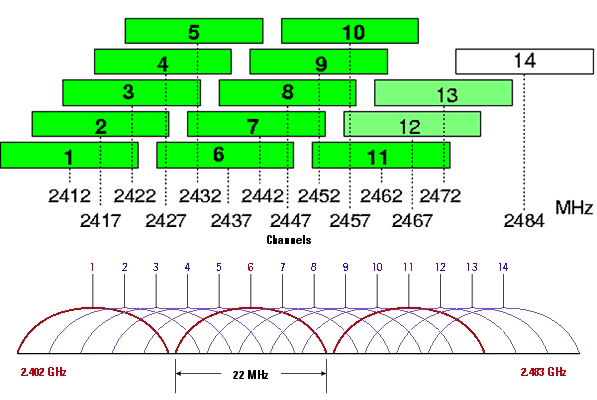 5 10
4 9 14
3 8 13
2 7 12
1 6 11
2412 2422 2432 2442 2452 2462 2472
2417 2427 2437 2447 2457 2467 2484 MHz
Channels
1 2 3 4 5 6 7 8 9 10 11 12 13 14
2.402 GHz 22 MHz 2.483 GHz